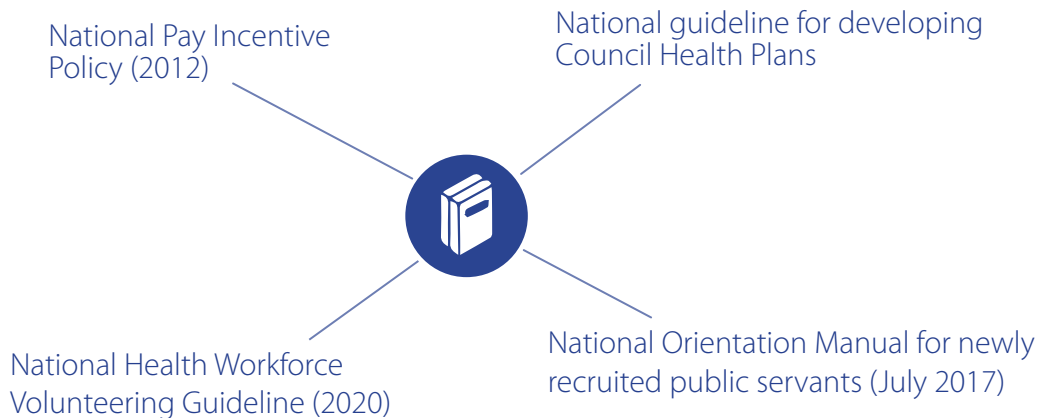 National Pay Incentive
Policy (2012)
National guideline for developing
Council Health Plans
National Health Workforce
Volunteering Guideline (2020)
National Orientation Manual for newly
recruited public servants (July 2017)